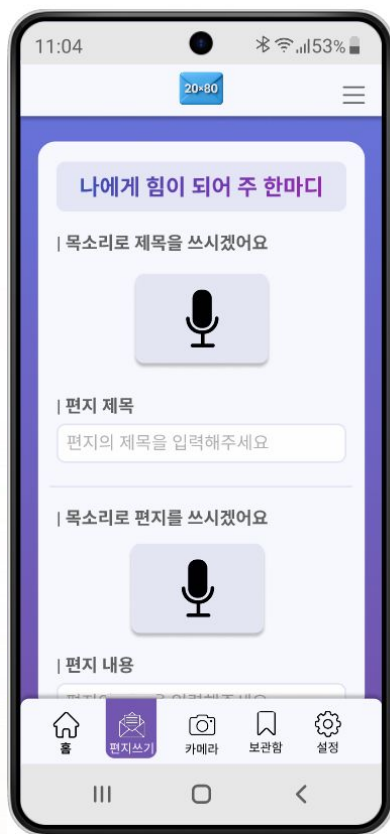 11:04
53%
20×80
나에게 힘이 되어 주 한마디
| 목소리로 제목을 쓰시겠어요
| 편지 제목
편지의 제목을 입력해주세요
| 목소리로 편지를 쓰시겠어요
| 편지 내용
홈 편지쓰기 카메라 보관함 설정